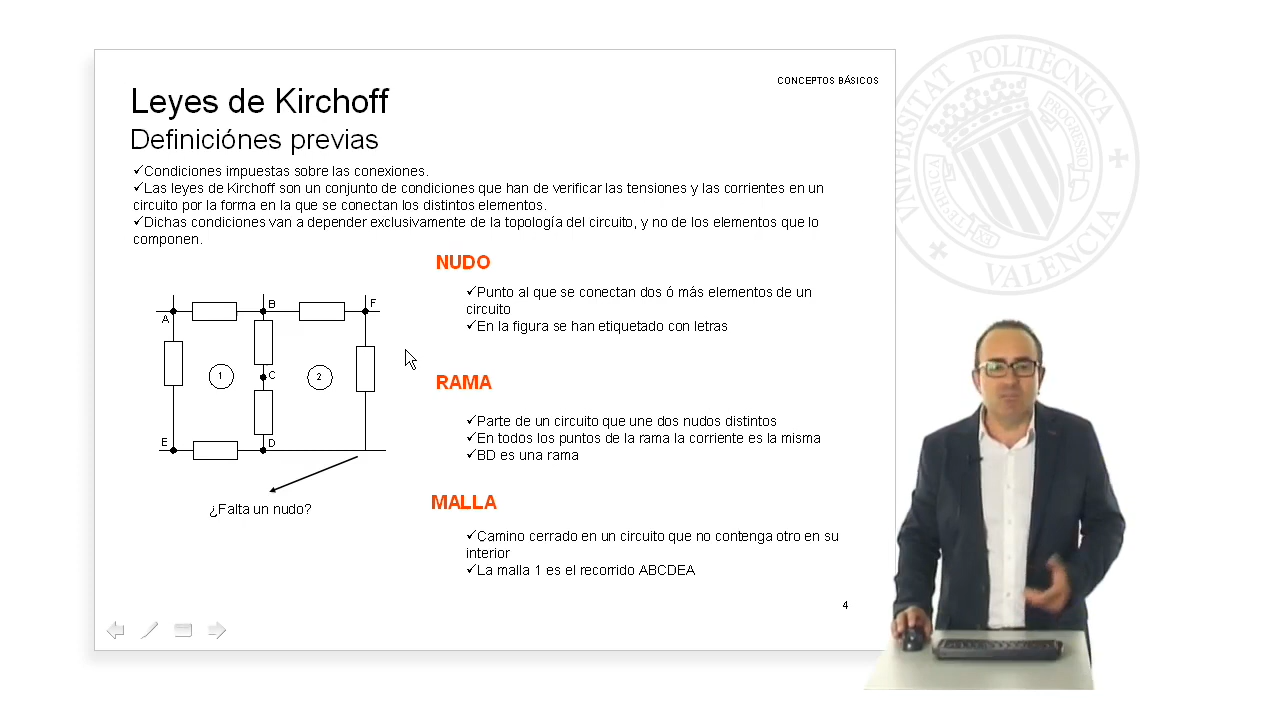 CONCEPTOS BÁSICOS
Leyes de Kirchoff
Definiciónes previas
✓Condiciones impuestas sobre las conexiones.
✓Las leyes de Kirchoff son un conjunto de condiciones que han de verificar las tensiones y las corrientes en un
circuito por la forma en la que se conectan los distintos elementos.
✓Dichas condiciones van a depender exclusivamente de la topología del circuito, y no de los elementos que lo
componen.
NUDO
✓Punto al que se conectan dos ó más elementos de un
circuito
✓En la figura se han etiquetado con letras
RAMA
✓Parte de un circuito que une dos nudos distintos
✓En todos los puntos de la rama la corriente es la misma
✓BD es una rama
MALLA
✓Camino cerrado en un circuito que no contenga otro en su
interior
✓La malla 1 es el recorrido ABCDEA
A
B
F
1
C
2
E
D
¿Falta un nudo?
4
UNIVERSITAT POLITÈCNICA
VALÈNCIA